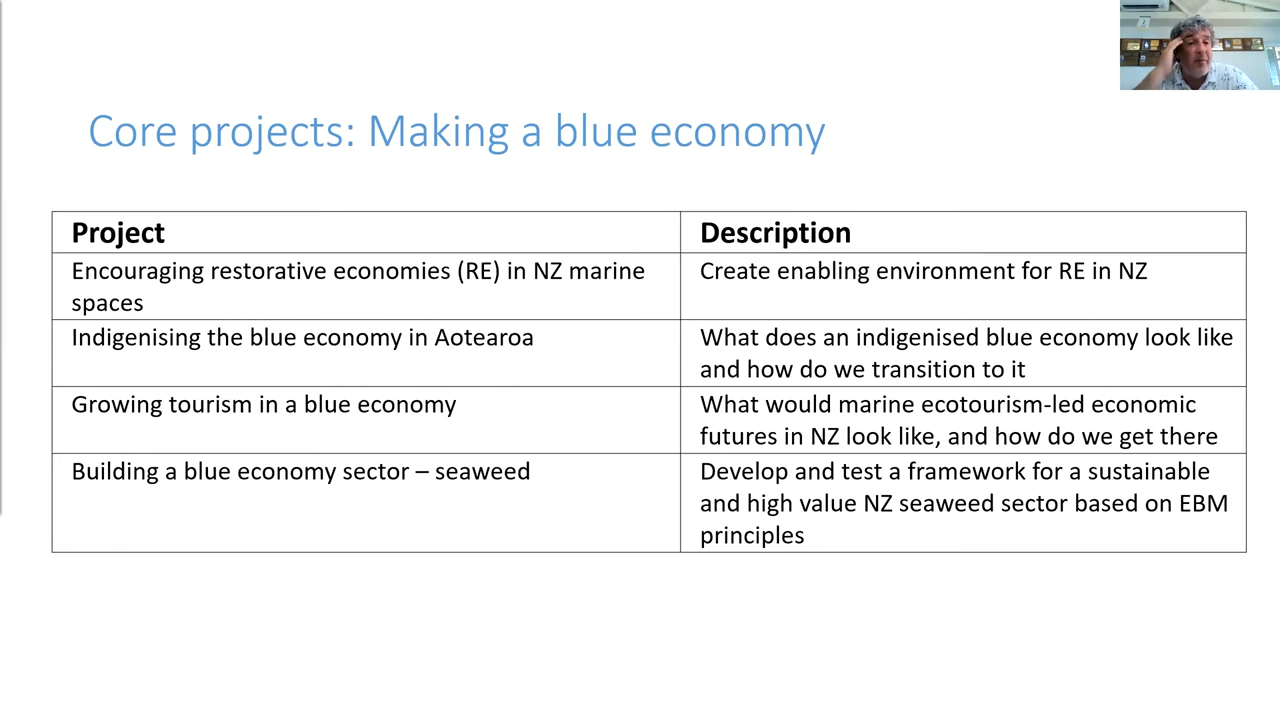 Core projects: Making a blue economy
Project
Description
Encouraging restorative economies (RE) in NZ marine
spaces
Create enabling environment for RE in NZ
Indigenising the blue economy in Aotearoa
What does an indigenised blue economy look like
and how do we transition to it
Growing tourism in a blue economy
What would marine ecotourism-led economic
futures in NZ look like, and how do we get there
Building a blue economy sector – seaweed
Develop and test a framework for a sustainable
and high value NZ seaweed sector based on EBM
principles